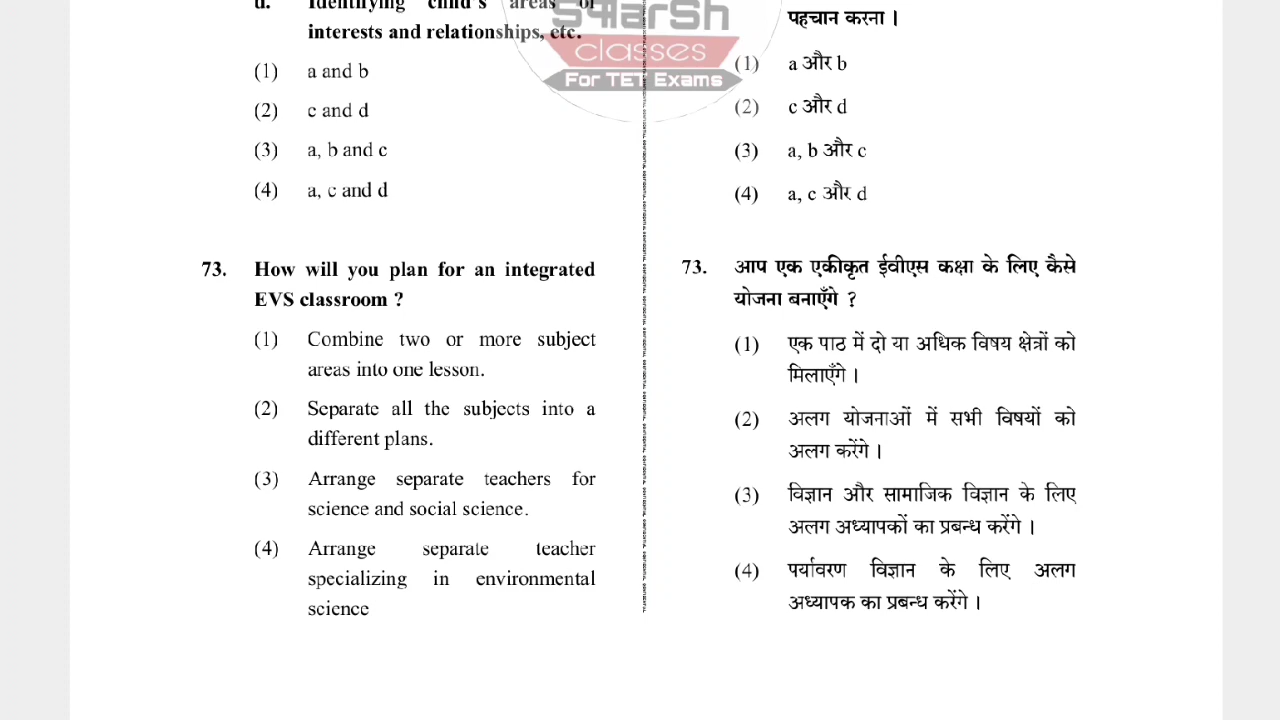 d. Identifying child's areas of
interests and relationships, etc.
(1) a and b
(2) c and d
(3) a, b and c
(4) a, c and d
73. How will you plan for an integrated
EVS classroom ?
(1) Combine two or more subject
areas into one lesson.
(2) Separate all the subjects into a
different plans.
(3) Arrange separate teachers for
science and social science.
(4) Arrange separate teacher
specializing in environmental
science
classes
For TET Exams
पहचान करना ।
(1) a और b
(2) c और d
(3) a, b और c
(4) a, c और d
73. आप एक एकीकृत ईवीएस कक्षा के लिए कैसे
योजना बनाएँगे ?
(1) एक पाठ में दो या अधिक विषय क्षेत्रों को
मिलाएँगे ।
(2) अलग योजनाओं में सभी विषयों को
अलग करेंगे ।
(3) विज्ञान और सामाजिक विज्ञान के लिए
अलग अध्यापकों का प्रबन्ध करेंगे ।
(4) पर्यावरण विज्ञान के लिए अलग
अध्यापक का प्रबन्ध करेंगे ।